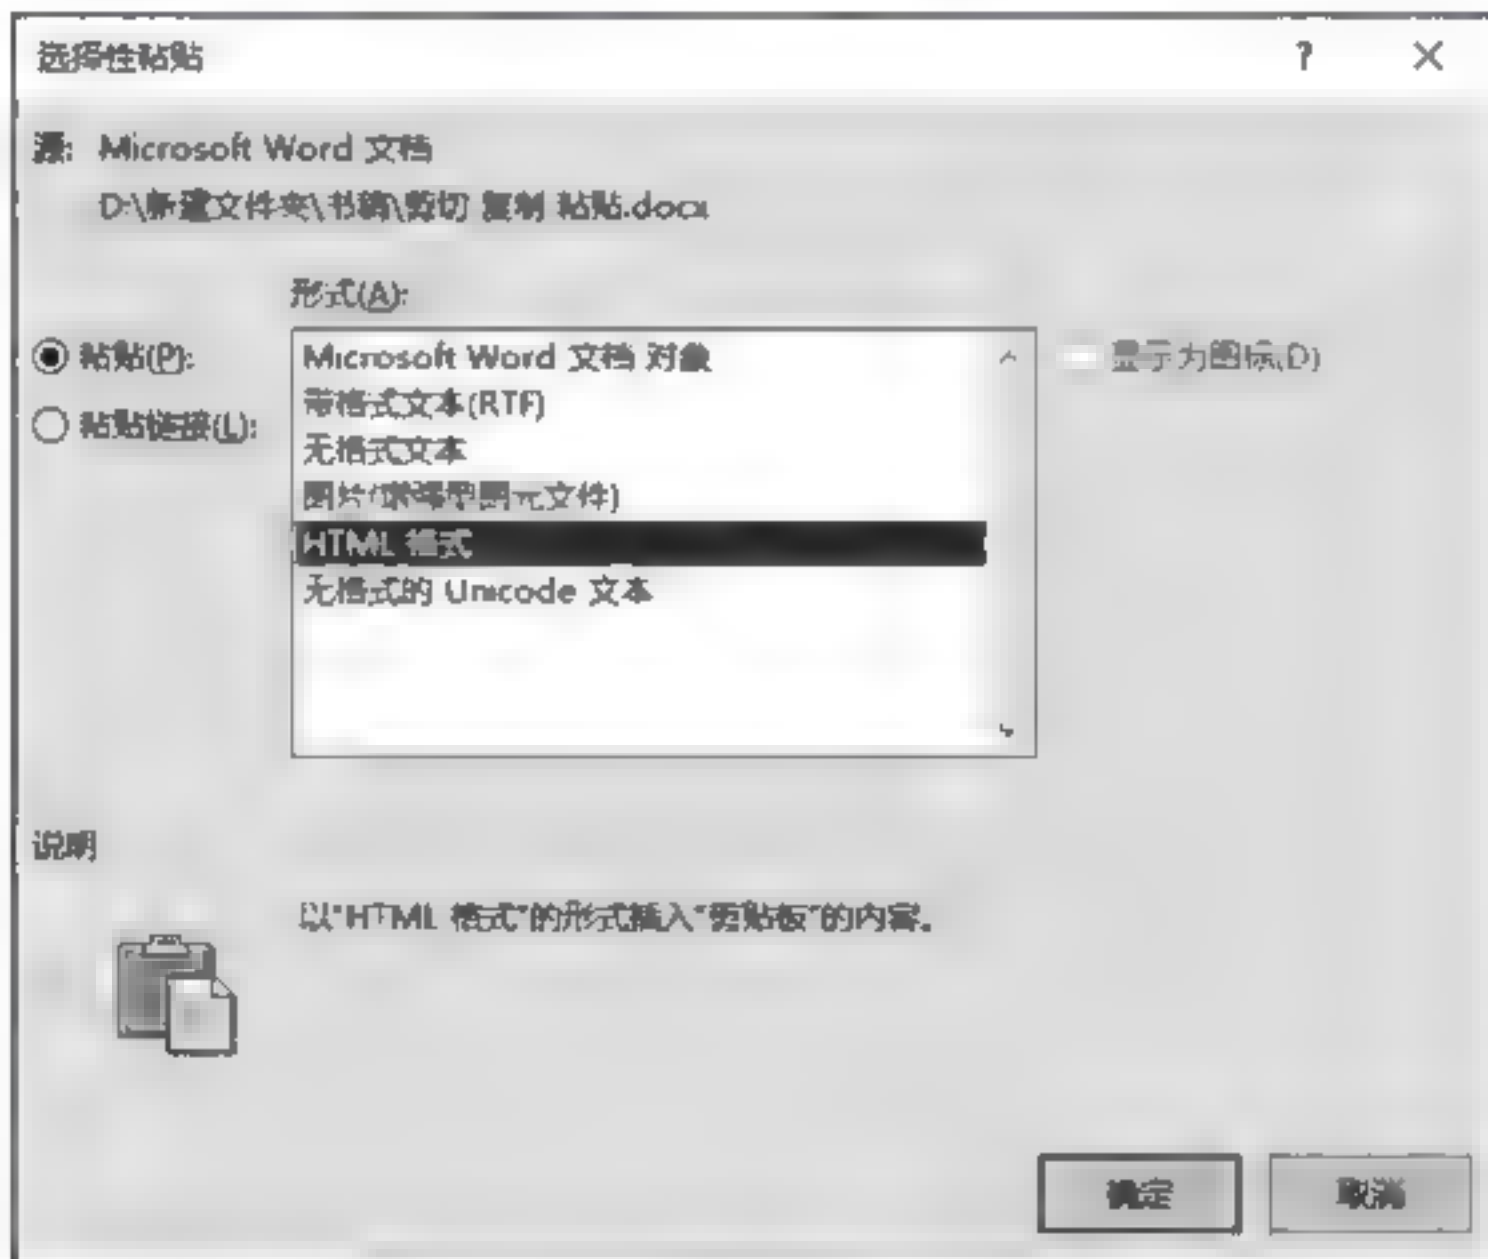 选择性粘贴 ? ×
源: Microsoft Word 文档
D:\新建文件夹\书稿\剪切 复制 粘贴.docx
形式(A):
粘贴(P):
粘贴链接(L):
Microsoft Word 文档 对象
带格式文本(RTF)
无格式文本
图片(增强型图元文件)
HTML 格式
无格式的 Unicode 文本
显示为图标(D)
说明
以"HTML 格式"的形式插入"剪贴板"的内容。
确定
取消